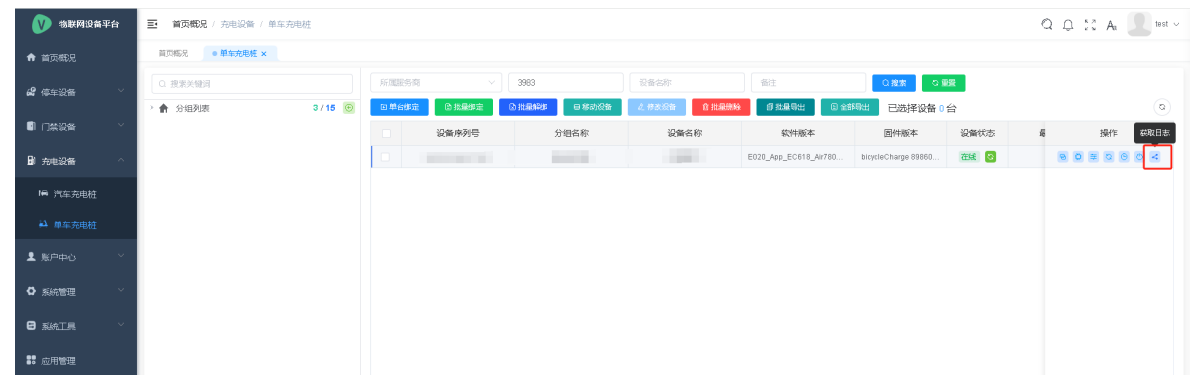 物联网设备平台
首页概况 / 充电设备 / 单车充电桩
test
首页概况
停车设备
门禁设备
充电设备
汽车充电桩
单车充电桩
账户中心
系统管理
系统工具
应用管理
首页概况 单车充电桩 ×
搜索关键词
分组列表 3 / 15
所属服务商 3983 设备名称 备注 搜索 重置
单台绑定 批量绑定 批量解绑 移动设备 修改设备 批量删除 批量导出 全部导出 已选择设备 0 台
设备序列号 分组名称 设备名称 软件版本 固件版本 设备状态 操作
获取日志
E020_App_EC618_Air780... bicycleCharge 89860... 在线